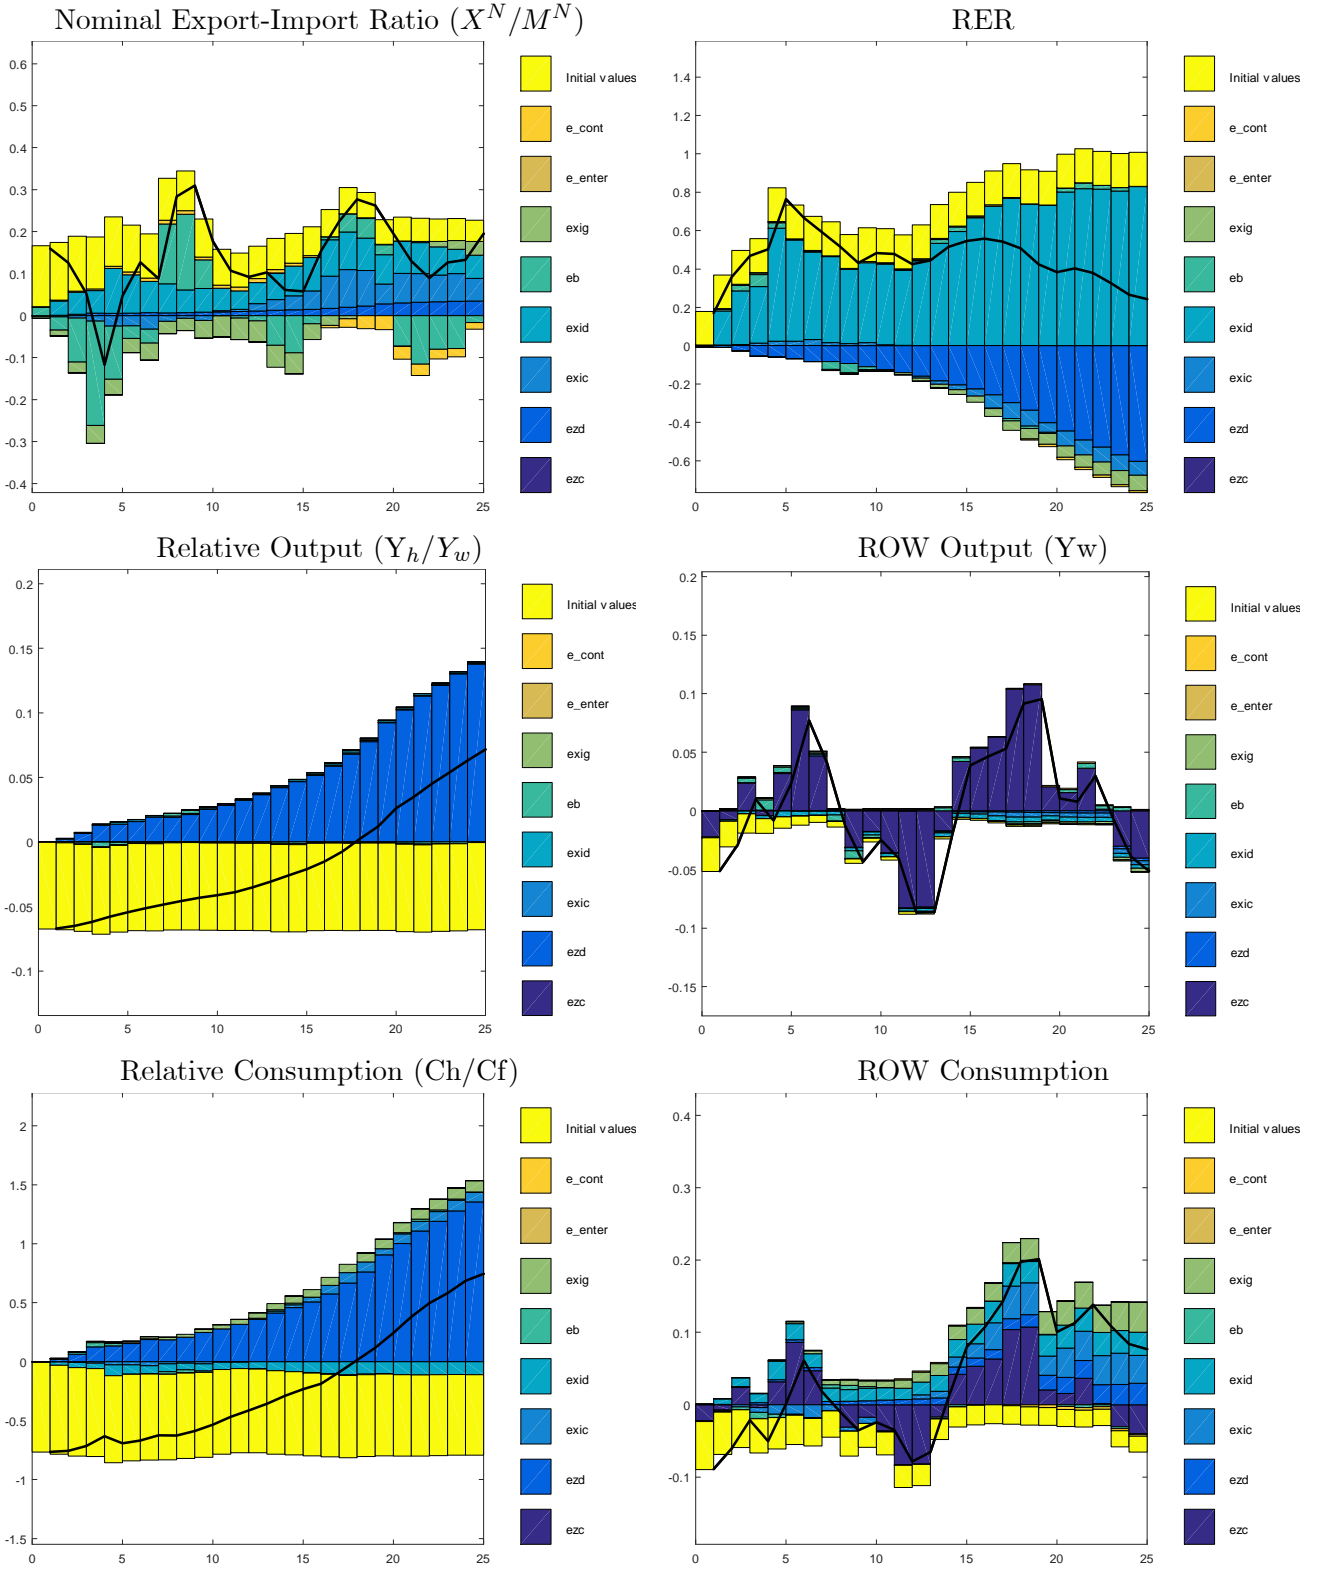 Nominal Export-Import Ratio (X^N/M^N)
0.6
0.5
0.4
0.3
0.2
0.1
0
-0.1
-0.2
-0.3
-0.4
0 5 10 15 20 25
Initial values
e_cont
e_enter
exig
eb
exid
exic
ezd
ezc
RER
1.4
1.2
1
0.8
0.6
0.4
0.2
0
-0.2
-0.4
-0.6
0 5 10 15 20 25
Initial values
e_cont
e_enter
exig
eb
exid
exic
ezd
ezc
Relative Output (Y_h/Y_w)
0.2
0.15
0.1
0.05
0
-0.05
-0.1
0 5 10 15 20 25
Initial values
e_cont
e_enter
exig
eb
exid
exic
ezd
ezc
ROW Output (Yw)
0.2
0.15
0.1
0.05
0
-0.05
-0.1
-0.15
0 5 10 15 20 25
Initial values
e_cont
e_enter
exig
eb
exid
exic
ezd
ezc
Relative Consumption (Ch/Cf)
2
1.5
1
0.5
0
-0.5
-1
-1.5
0 5 10 15 20 25
Initial values
e_cont
e_enter
exig
eb
exid
exic
ezd
ezc
ROW Consumption
0.4
0.3
0.2
0.1
0
-0.1
0 5 10 15 20 25
Initial values
e_cont
e_enter
exig
eb
exid
exic
ezd
ezc